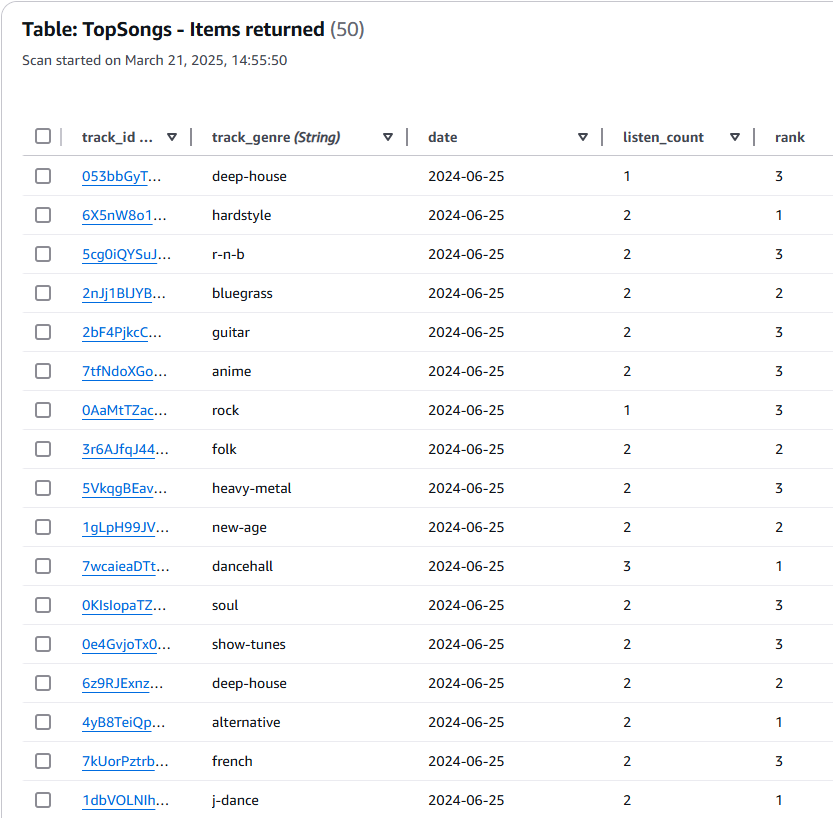 Table: TopSongs - Items returned (50)
Scan started on March 21, 2025, 14:55:50
track_id ... track_genre (String) date listen_count rank
053bbGyT... deep-house 2024-06-25 1 3
6X5nW8o1... hardstyle 2024-06-25 2 1
5cg0iQYSuJ... r-n-b 2024-06-25 2 3
2nJj1BlJYB... bluegrass 2024-06-25 2 2
2bF4PjkcC... guitar 2024-06-25 2 3
7tfNdoXGo... anime 2024-06-25 2 3
0AaMtTZac... rock 2024-06-25 1 3
3r6AJfqJ44... folk 2024-06-25 2 2
5VkqgBEav... heavy-metal 2024-06-25 2 3
1gLpH99JV... new-age 2024-06-25 2 2
7wcaieaDTt... dancehall 2024-06-25 3 1
0KIsIopaTZ... soul 2024-06-25 2 3
0e4GvjoTx0... show-tunes 2024-06-25 2 3
6z9RJExnz... deep-house 2024-06-25 2 2
4yB8TeiQp... alternative 2024-06-25 2 1
7kUorPztrb... french 2024-06-25 2 3
1dbVOLNIh... j-dance 2024-06-25 2 1